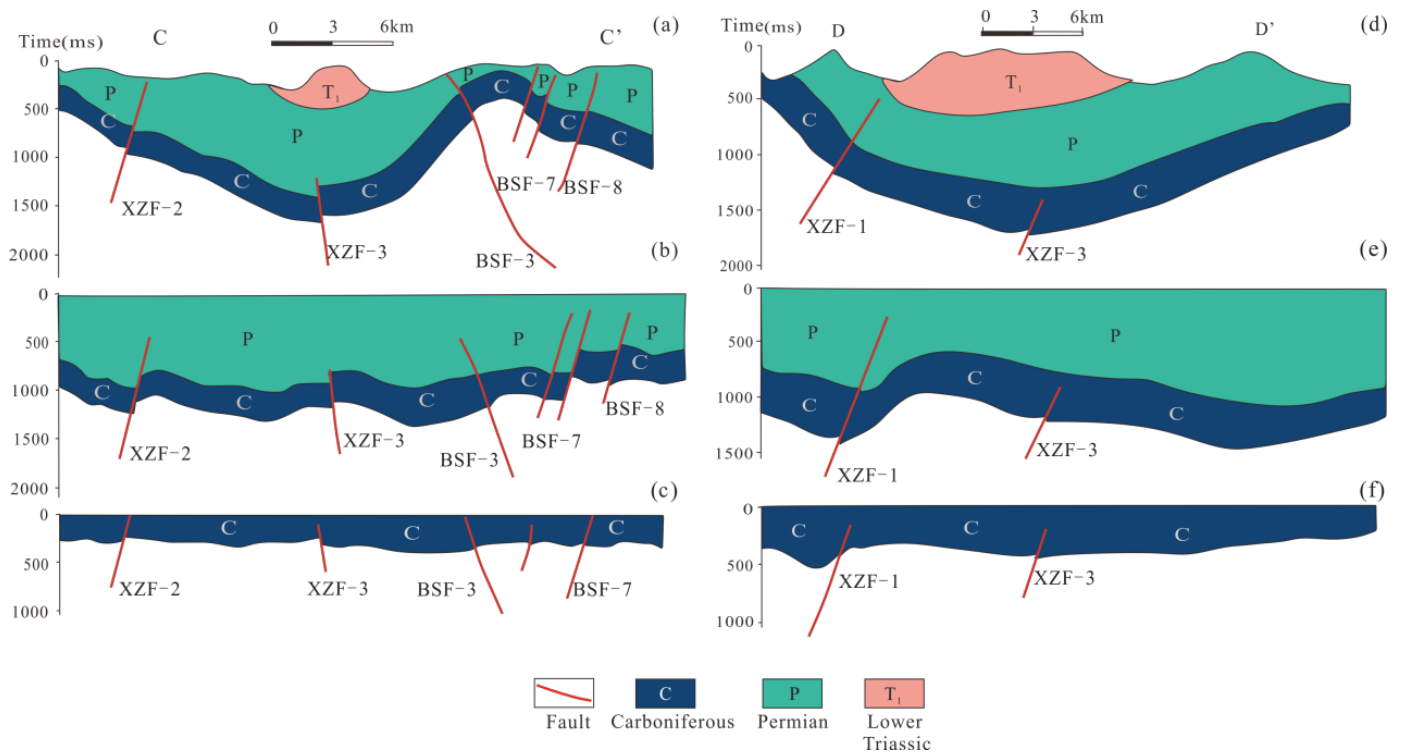 0 3 6km (a)
Time(ms) C C'
0
500
1000
1500
2000
P
C
P
T1
C
C
P
C
P
P
C
P
C
XZF-2
XZF-3
BSF-3
BSF-7
BSF-8
(b)
0
500
1000
1500
2000
P
P
P
C
C
C
C
C
XZF-2
XZF-3
BSF-3
BSF-7
BSF-8
(c)
0
500
1000
C
C
C
XZF-2
XZF-3
BSF-3
BSF-7
0 3 6km
D D' (d)
0
500
1000
1500
2000
P
T1
P
C
C
C
XZF-1
XZF-3
(e)
0
500
1000
1500
P
P
C
C
C
XZF-1
XZF-3
(f)
0
500
1000
C
C
C
XZF-1
XZF-3
C P T1
Fault Carboniferous Permian Lower
Triassic